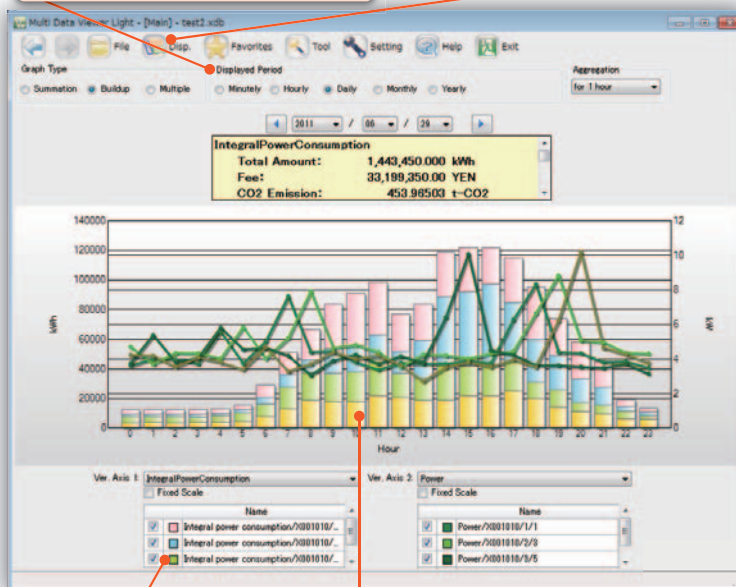 Multi Data Viewer Light - [Main] - test2.xdb
File Disp. Favorites Tool Setting Help Exit
Graph Type Displayed Period Aggregation
Summation Buildup Multiple Minutely Hourly Daily Monthly Yearly for 1 hour
2011 / 06 / 29
IntegralPowerConsumption
Total Amount: 1,443,450.000 kWh
Fee: 33,199,350.00 YEN
CO2 Emission: 453.96503 t-CO2
140000 12
120000 10
100000 8
80000
kWh kW
60000 6
40000 4
20000 2
0 0
0 1 2 3 4 5 6 7 8 9 10 11 12 13 14 15 16 17 18 19 20 21 22 23
Hour
Ver. Axis 1: IntegralPowerConsumption Ver. Axis 2: Power
Fixed Scale Fixed Scale
Name Name
Integral power consumption/X001010/... Power/X001010/1/1
Integral power consumption/X001010/... Power/X001010/2/3
Integral power consumption/X001010/... Power/X001010/3/5